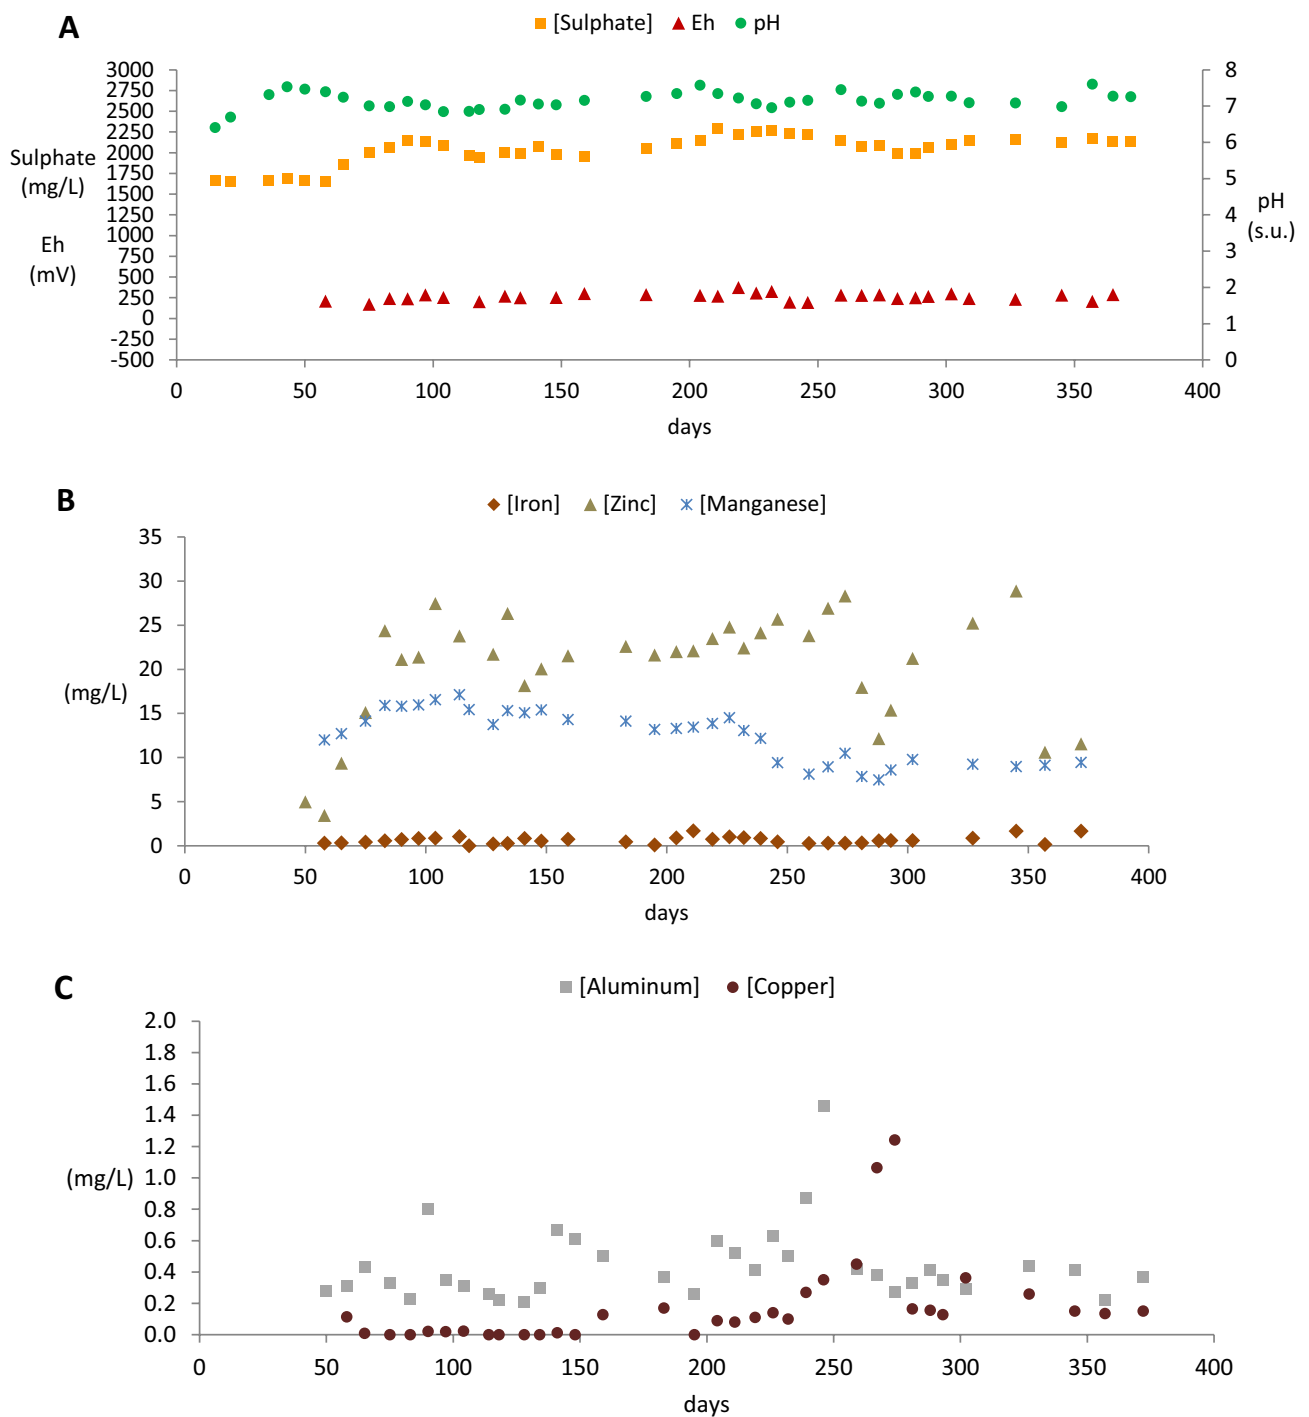 A
[Sulphate] Eh pH
3000
2750
2500
2250
2000
1750
1500
1250
1000
750
500
250
0
-250
-500
Sulphate
(mg/L)
Eh
(mV)
8
7
6
5
4
3
2
1
0
pH
(s.u.)
0 50 100 150 200 250 300 350 400
days
B
[Iron] [Zinc] [Manganese]
35
30
25
20
15
10
5
0
(mg/L)
0 50 100 150 200 250 300 350 400
days
C
[Aluminum] [Copper]
2.0
1.8
1.6
1.4
1.2
1.0
0.8
0.6
0.4
0.2
0.0
(mg/L)
0 50 100 150 200 250 300 350 400
days